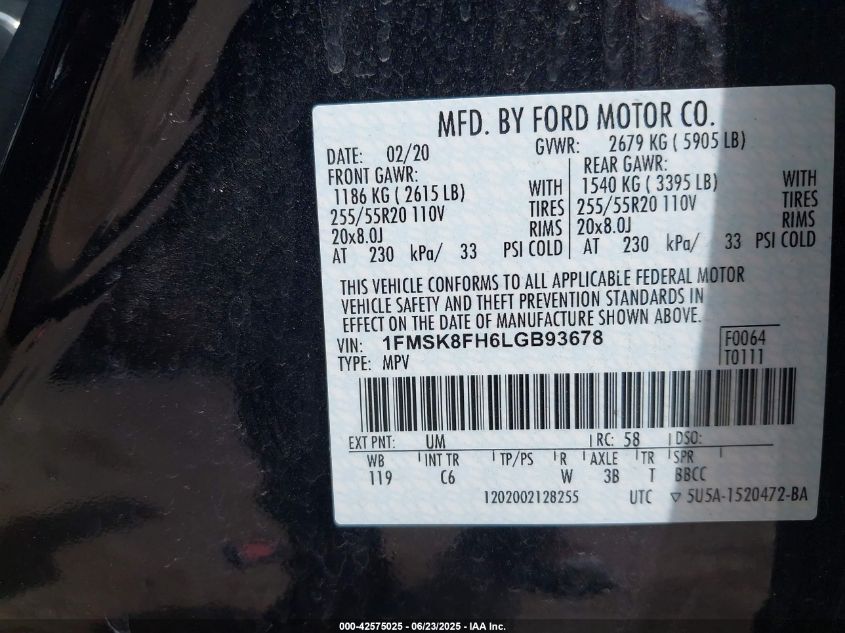 MFD. BY FORD MOTOR CO.
DATE: 02/20 GVWR: 2679 KG ( 5905 LB)
FRONT GAWR: REAR GAWR:
1186 KG ( 2615 LB) WITH 1540 KG ( 3395 LB) WITH
255/55R20 110V TIRES 255/55R20 110V TIRES
20x8.0J RIMS 20x8.0J RIMS
AT 230 kPa/ 33 PSI COLD AT 230 kPa/ 33 PSI COLD
THIS VEHICLE CONFORMS TO ALL APPLICABLE FEDERAL MOTOR
VEHICLE SAFETY AND THEFT PREVENTION STANDARDS IN
EFFECT ON THE DATE OF MANUFACTURE SHOWN ABOVE.
VIN: 1FMSK8FH6LGB93678 F0064
TYPE: MPV T0111
EXT PNT: UM RC: 58 DSO:
WB INT TR TP/PS R AXLE TR SPR
119 C6 W 3B T BBCC
1202002128255 UTC ▽ 5U5A-1520472-BA
000-42575025 - 06/23/2025 - IAA Inc.